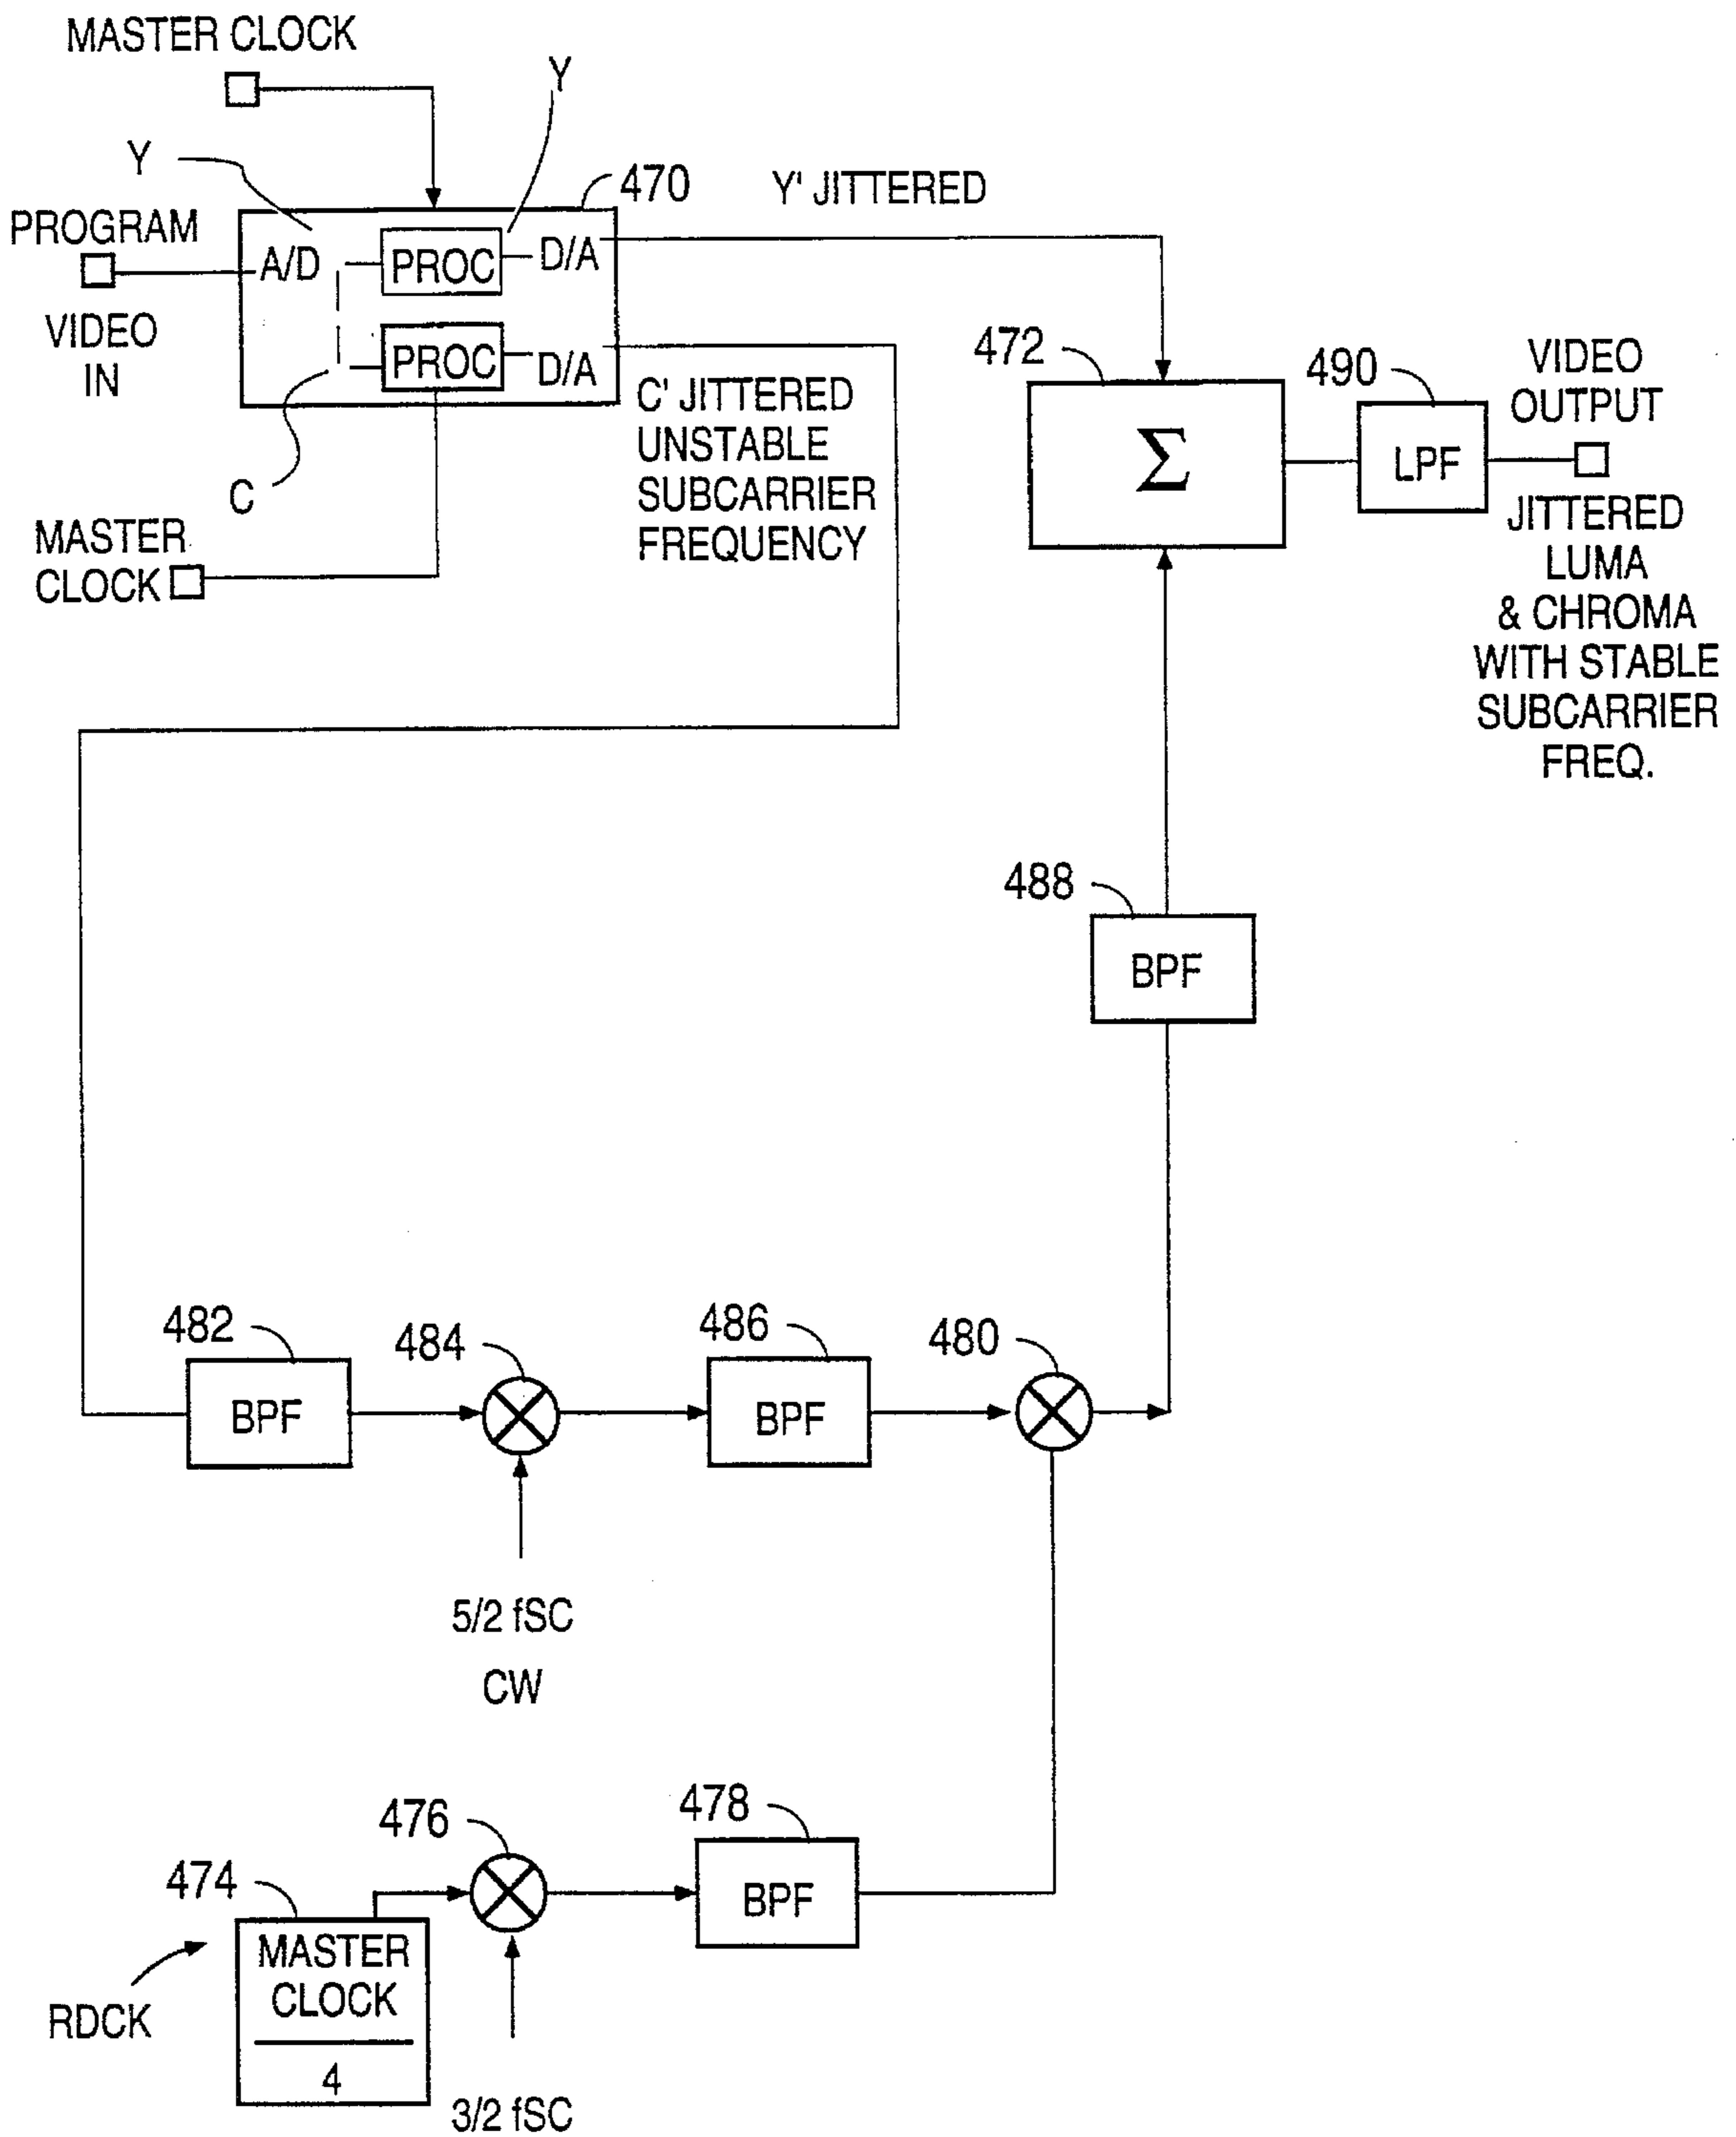 MASTER CLOCK
Y
Y
470
Y' JITTERED
PROGRAM
A/D
PROC
D/A
VIDEO
IN
PROC
D/A
C
C' JITTERED
UNSTABLE
SUBCARRIER
FREQUENCY
MASTER
CLOCK
472
Σ
490
LPF
VIDEO
OUTPUT
JITTERED
LUMA
& CHROMA
WITH STABLE
SUBCARRIER
FREQ.
488
BPF
482
BPF
484
486
BPF
480
5/2 fSC
CW
476
478
BPF
474
MASTER
CLOCK
4
RDCK
3/2 fSC